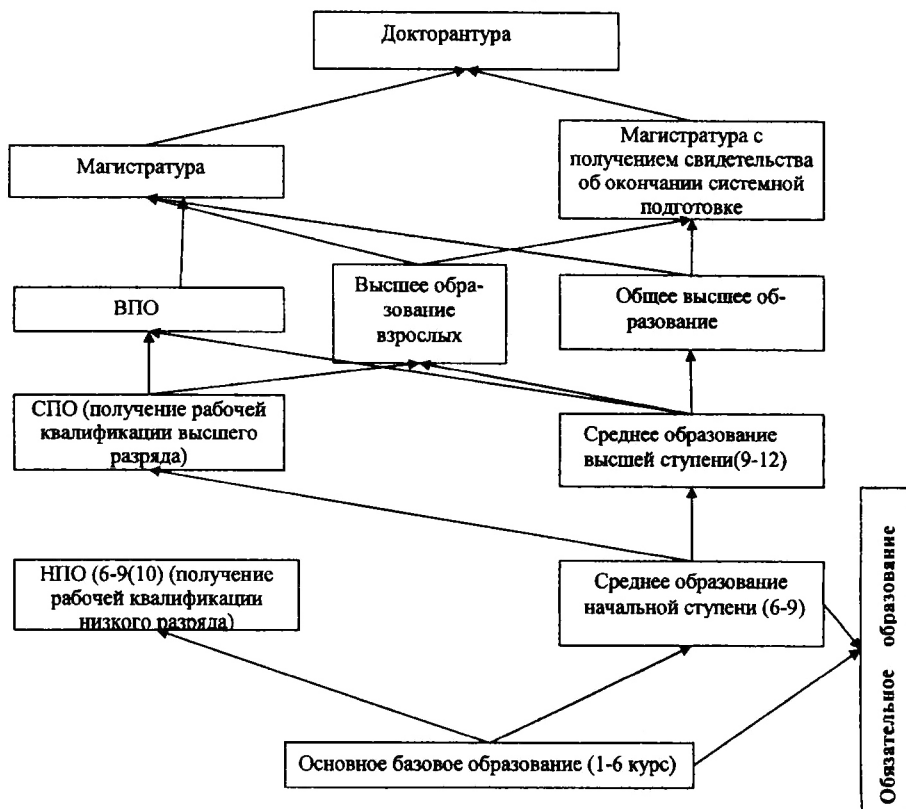 Докторантура
Магистратура
Магистратура с
получением свидетельства
об окончании системной
подготовке
ВПО
Высшее обра-
зование
взрослых
Общее высшее об-
разование
СПО (получение рабочей
квалификации высшего
разряда)
Среднее образование
высшей ступени(9-12)
НПО (6-9(10) (получение
рабочей квалификации
низкого разряда)
Среднее образование
начальной ступени (6-9)
Обязательное образование
Основное базовое образование (1-6 курс)